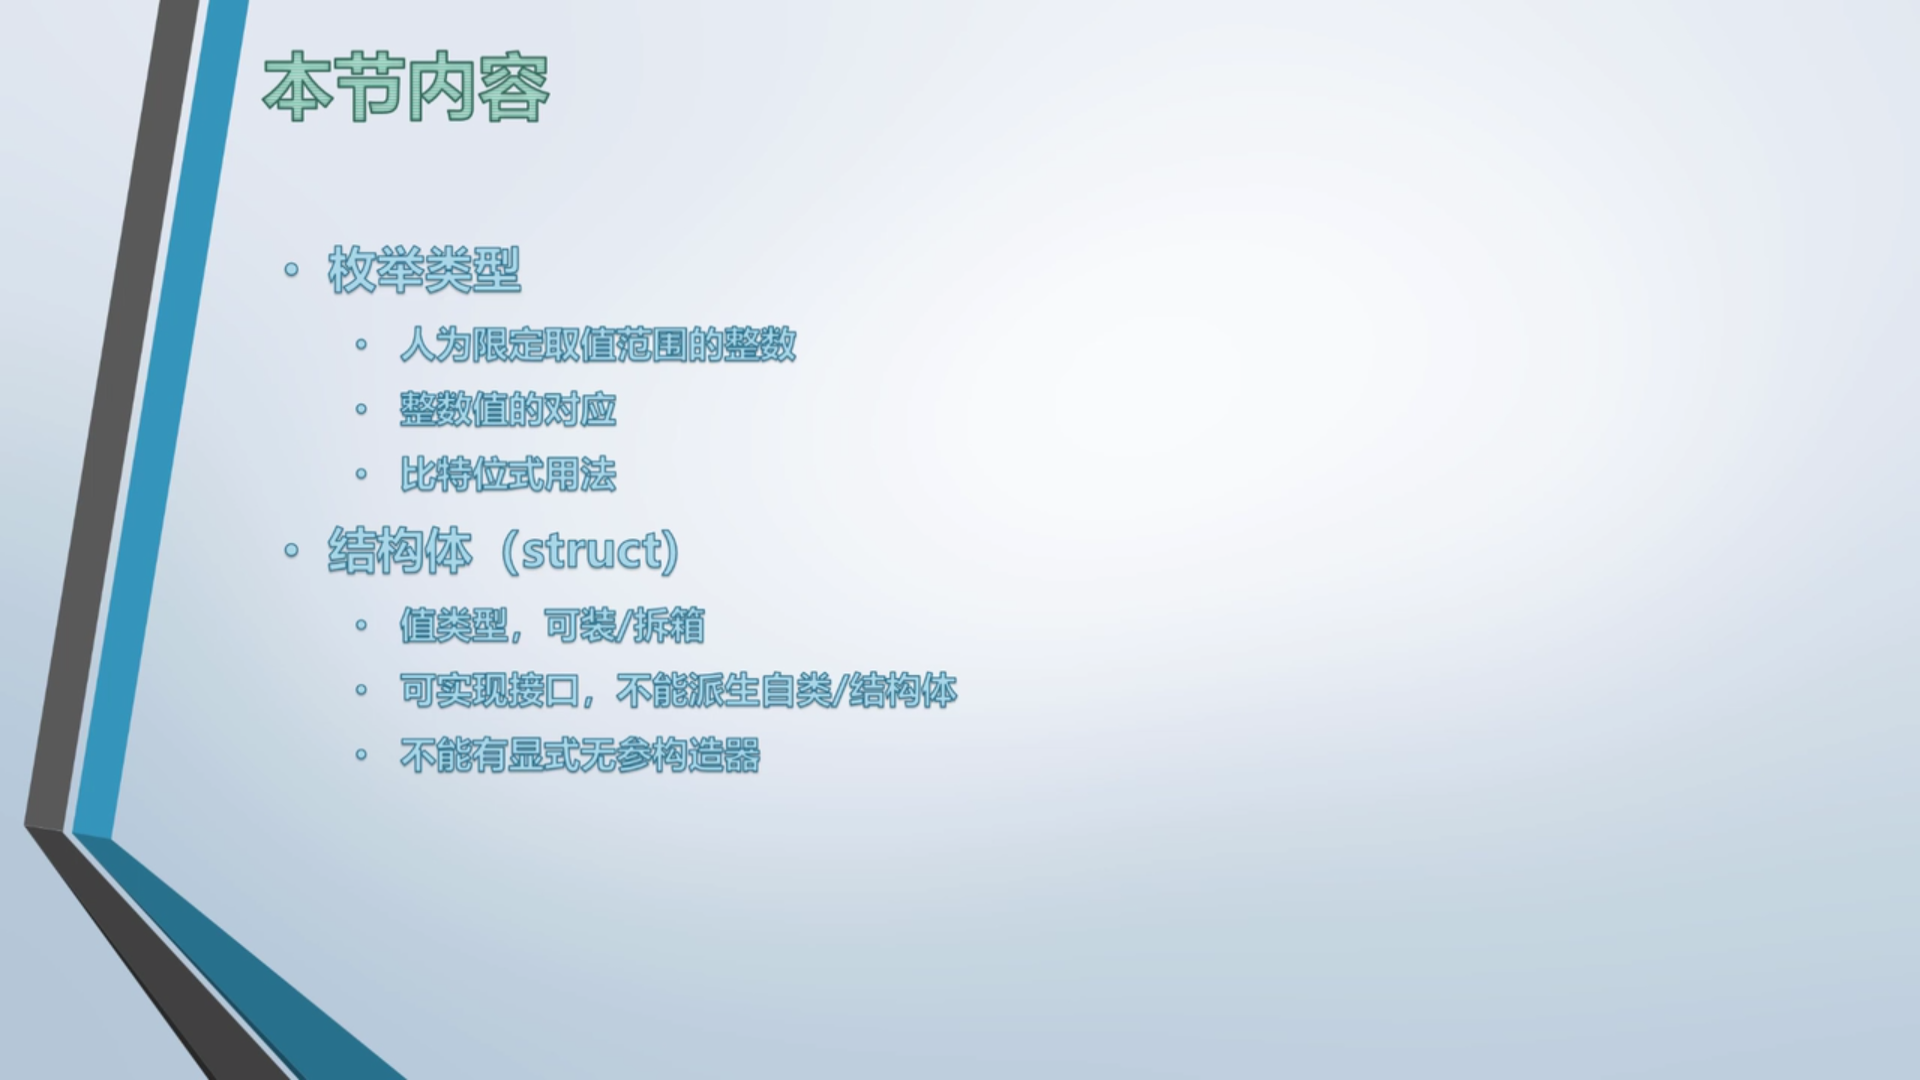 本节内容
• 枚举类型
• 人为限定取值范围的整数
• 整数值的对应
• 比特位式用法
• 结构体（struct)
• 值类型，可装/拆箱
• 可实现接口，不能派生自类/结构体
• 不能有显式无参构造器